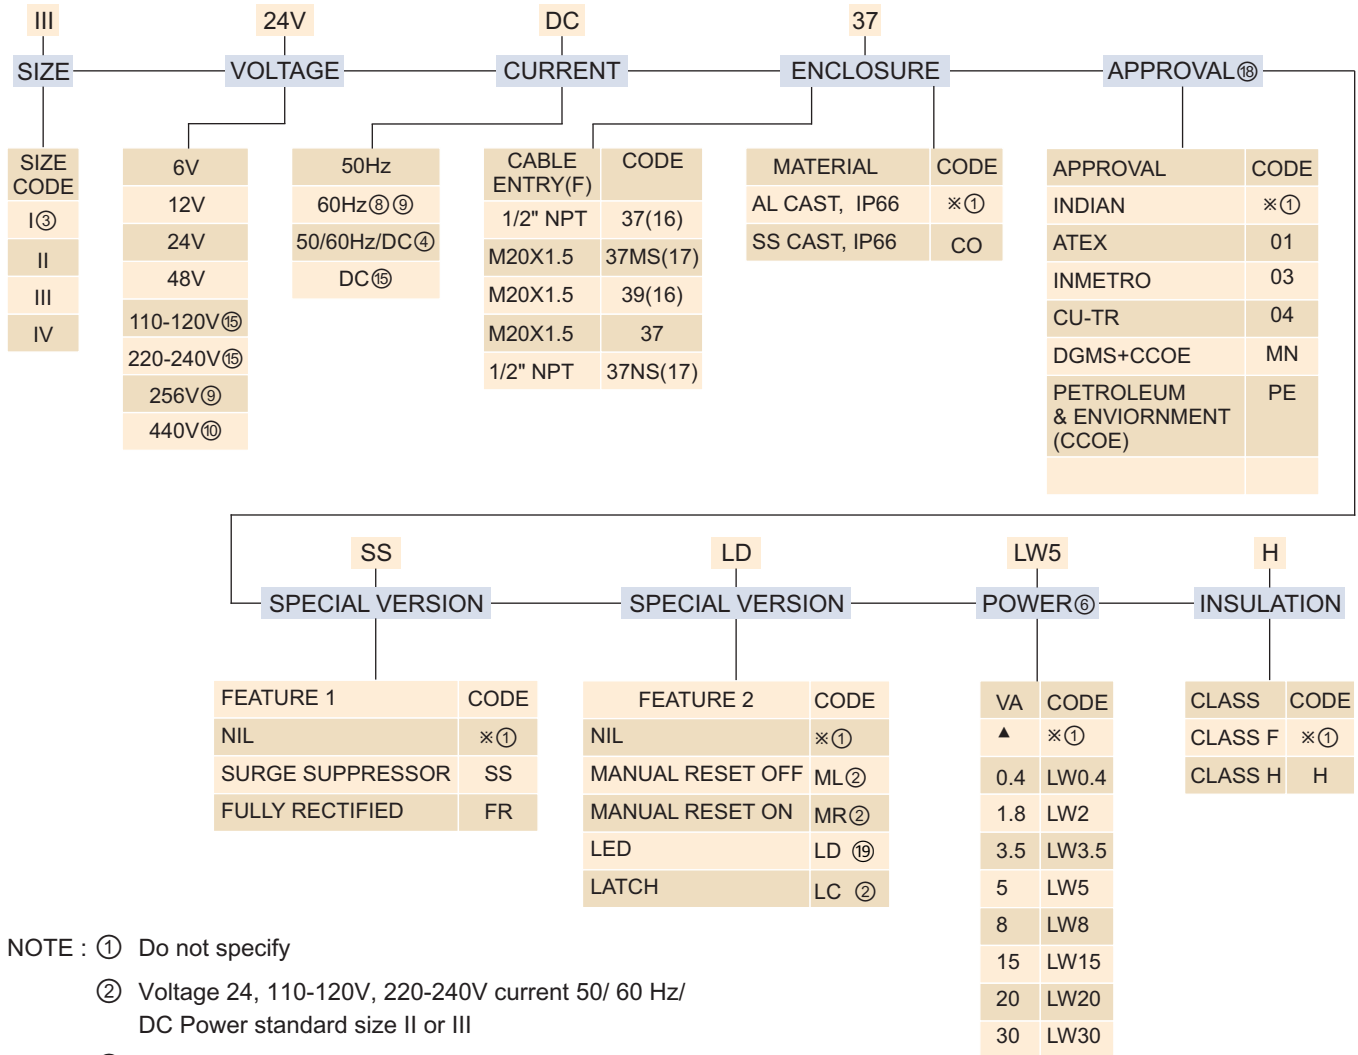 III 24V DC 37
SIZE VOLTAGE CURRENT ENCLOSURE APPROVAL⑱
SIZE
CODE
I③
II
III
IV
6V
12V
24V
48V
110-120V⑮
220-240V⑮
256V⑨
440V⑩
50Hz
60Hz⑧⑨
50/60Hz/DC④
DC⑮
CABLE
ENTRY(F) CODE
1/2" NPT 37(16)
M20X1.5 37MS(17)
M20X1.5 39(16)
M20X1.5 37
1/2" NPT 37NS(17)
MATERIAL CODE
AL CAST, IP66 ※①
SS CAST, IP66 CO
APPROVAL CODE
INDIAN ※①
ATEX 01
INMETRO 03
CU-TR 04
DGMS+CCOE MN
PETROLEUM PE
& ENVIORNMENT
(CCOE)
SS LD LW5 H
SPECIAL VERSION SPECIAL VERSION POWER⑥ INSULATION
FEATURE 1 CODE
NIL ※①
SURGE SUPPRESSOR SS
FULLY RECTIFIED FR
FEATURE 2 CODE
NIL ※①
MANUAL RESET OFF ML②
MANUAL RESET ON MR②
LED LD ⑲
LATCH LC ②
VA CODE
▲ ※①
0.4 LW0.4
1.8 LW2
3.5 LW3.5
5 LW5
8 LW8
15 LW15
20 LW20
30 LW30
CLASS CODE
CLASS F ※①
CLASS H H
NOTE : ① Do not specify
② Voltage 24, 110-120V, 220-240V current 50/ 60 Hz/
DC Power standard size II or III